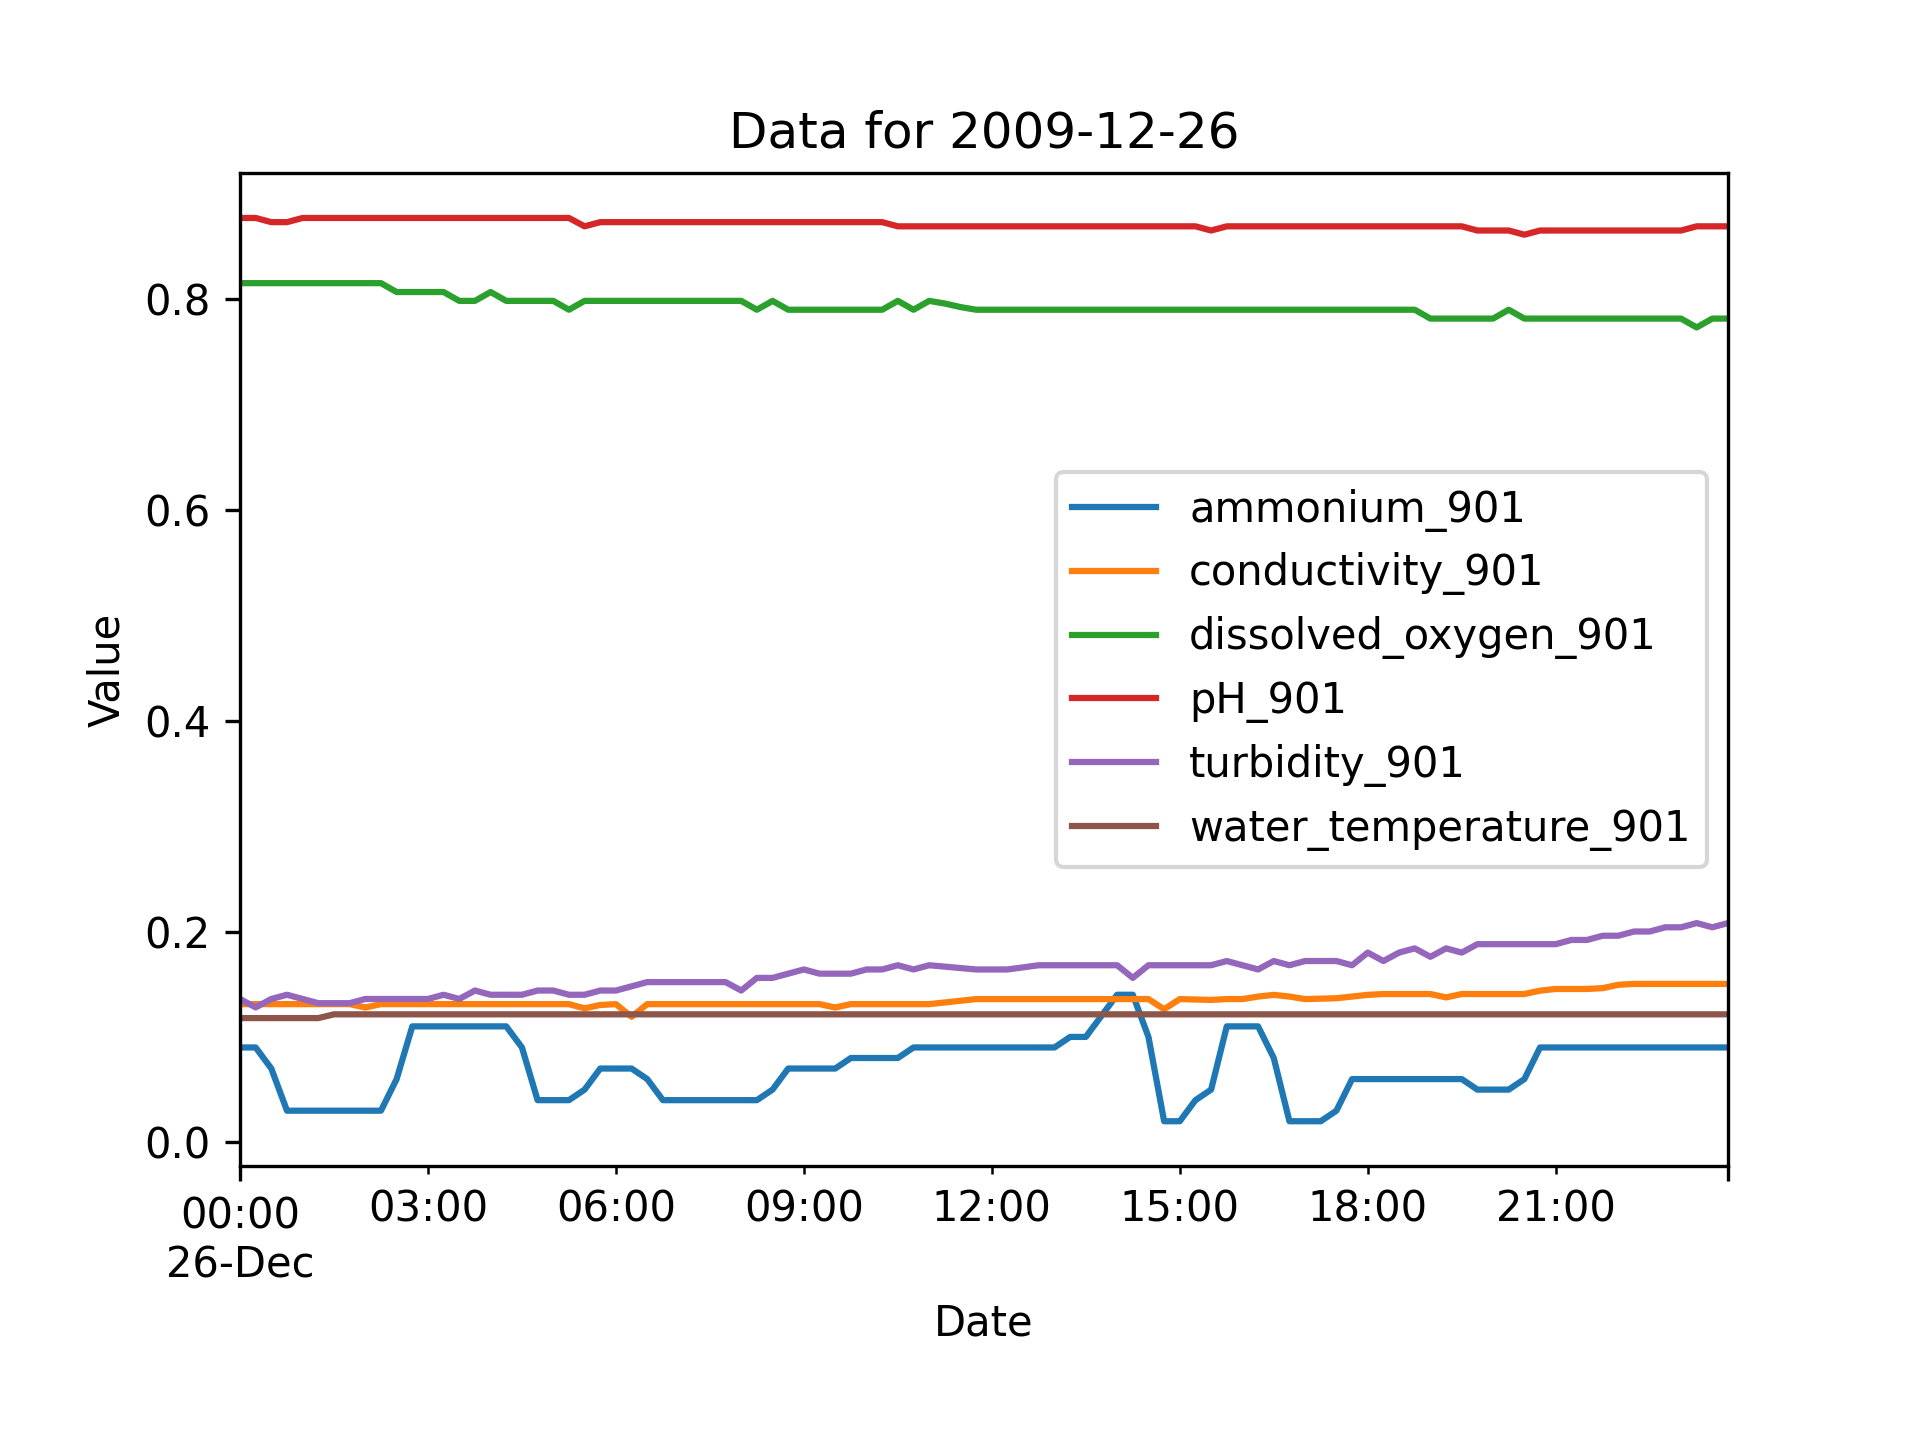 Data for 2009-12-26
Value
0.8
0.6
0.4
0.2
0.0
ammonium_901
conductivity_901
dissolved_oxygen_901
pH_901
turbidity_901
water_temperature_901
00:00 03:00 06:00 09:00 12:00 15:00 18:00 21:00
26-Dec
Date